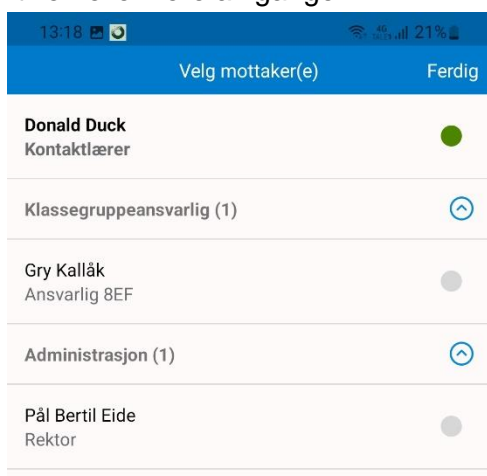 13:18 4G 21%
Velg mottaker(e) Ferdig
Donald Duck
Kontaktlærer
Klassegruppeansvarlig (1)
Gry Kallåk
Ansvarlig 8EF
Administrasjon (1)
Pål Bertil Eide
Rektor